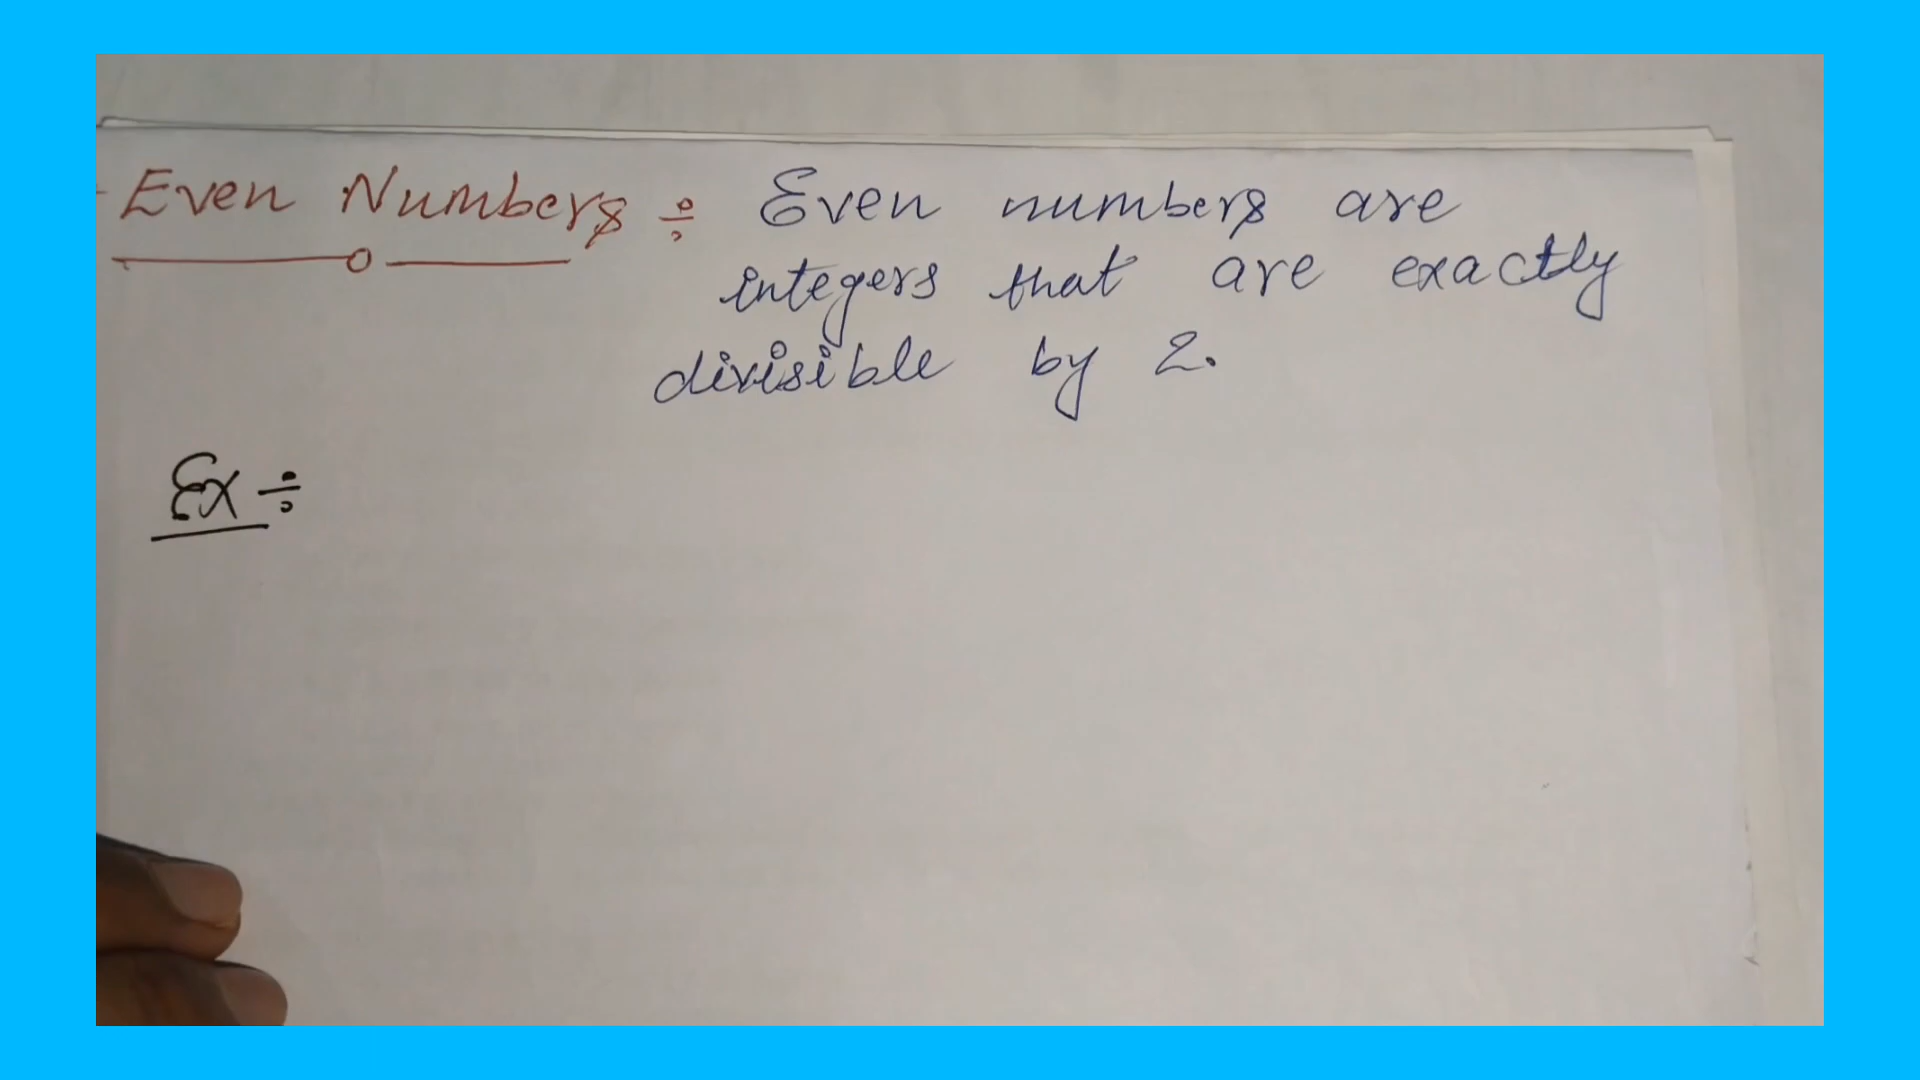 Even Numbers ÷ Even numbers are
integers that are exactly
divisible by 2.
Ex ÷